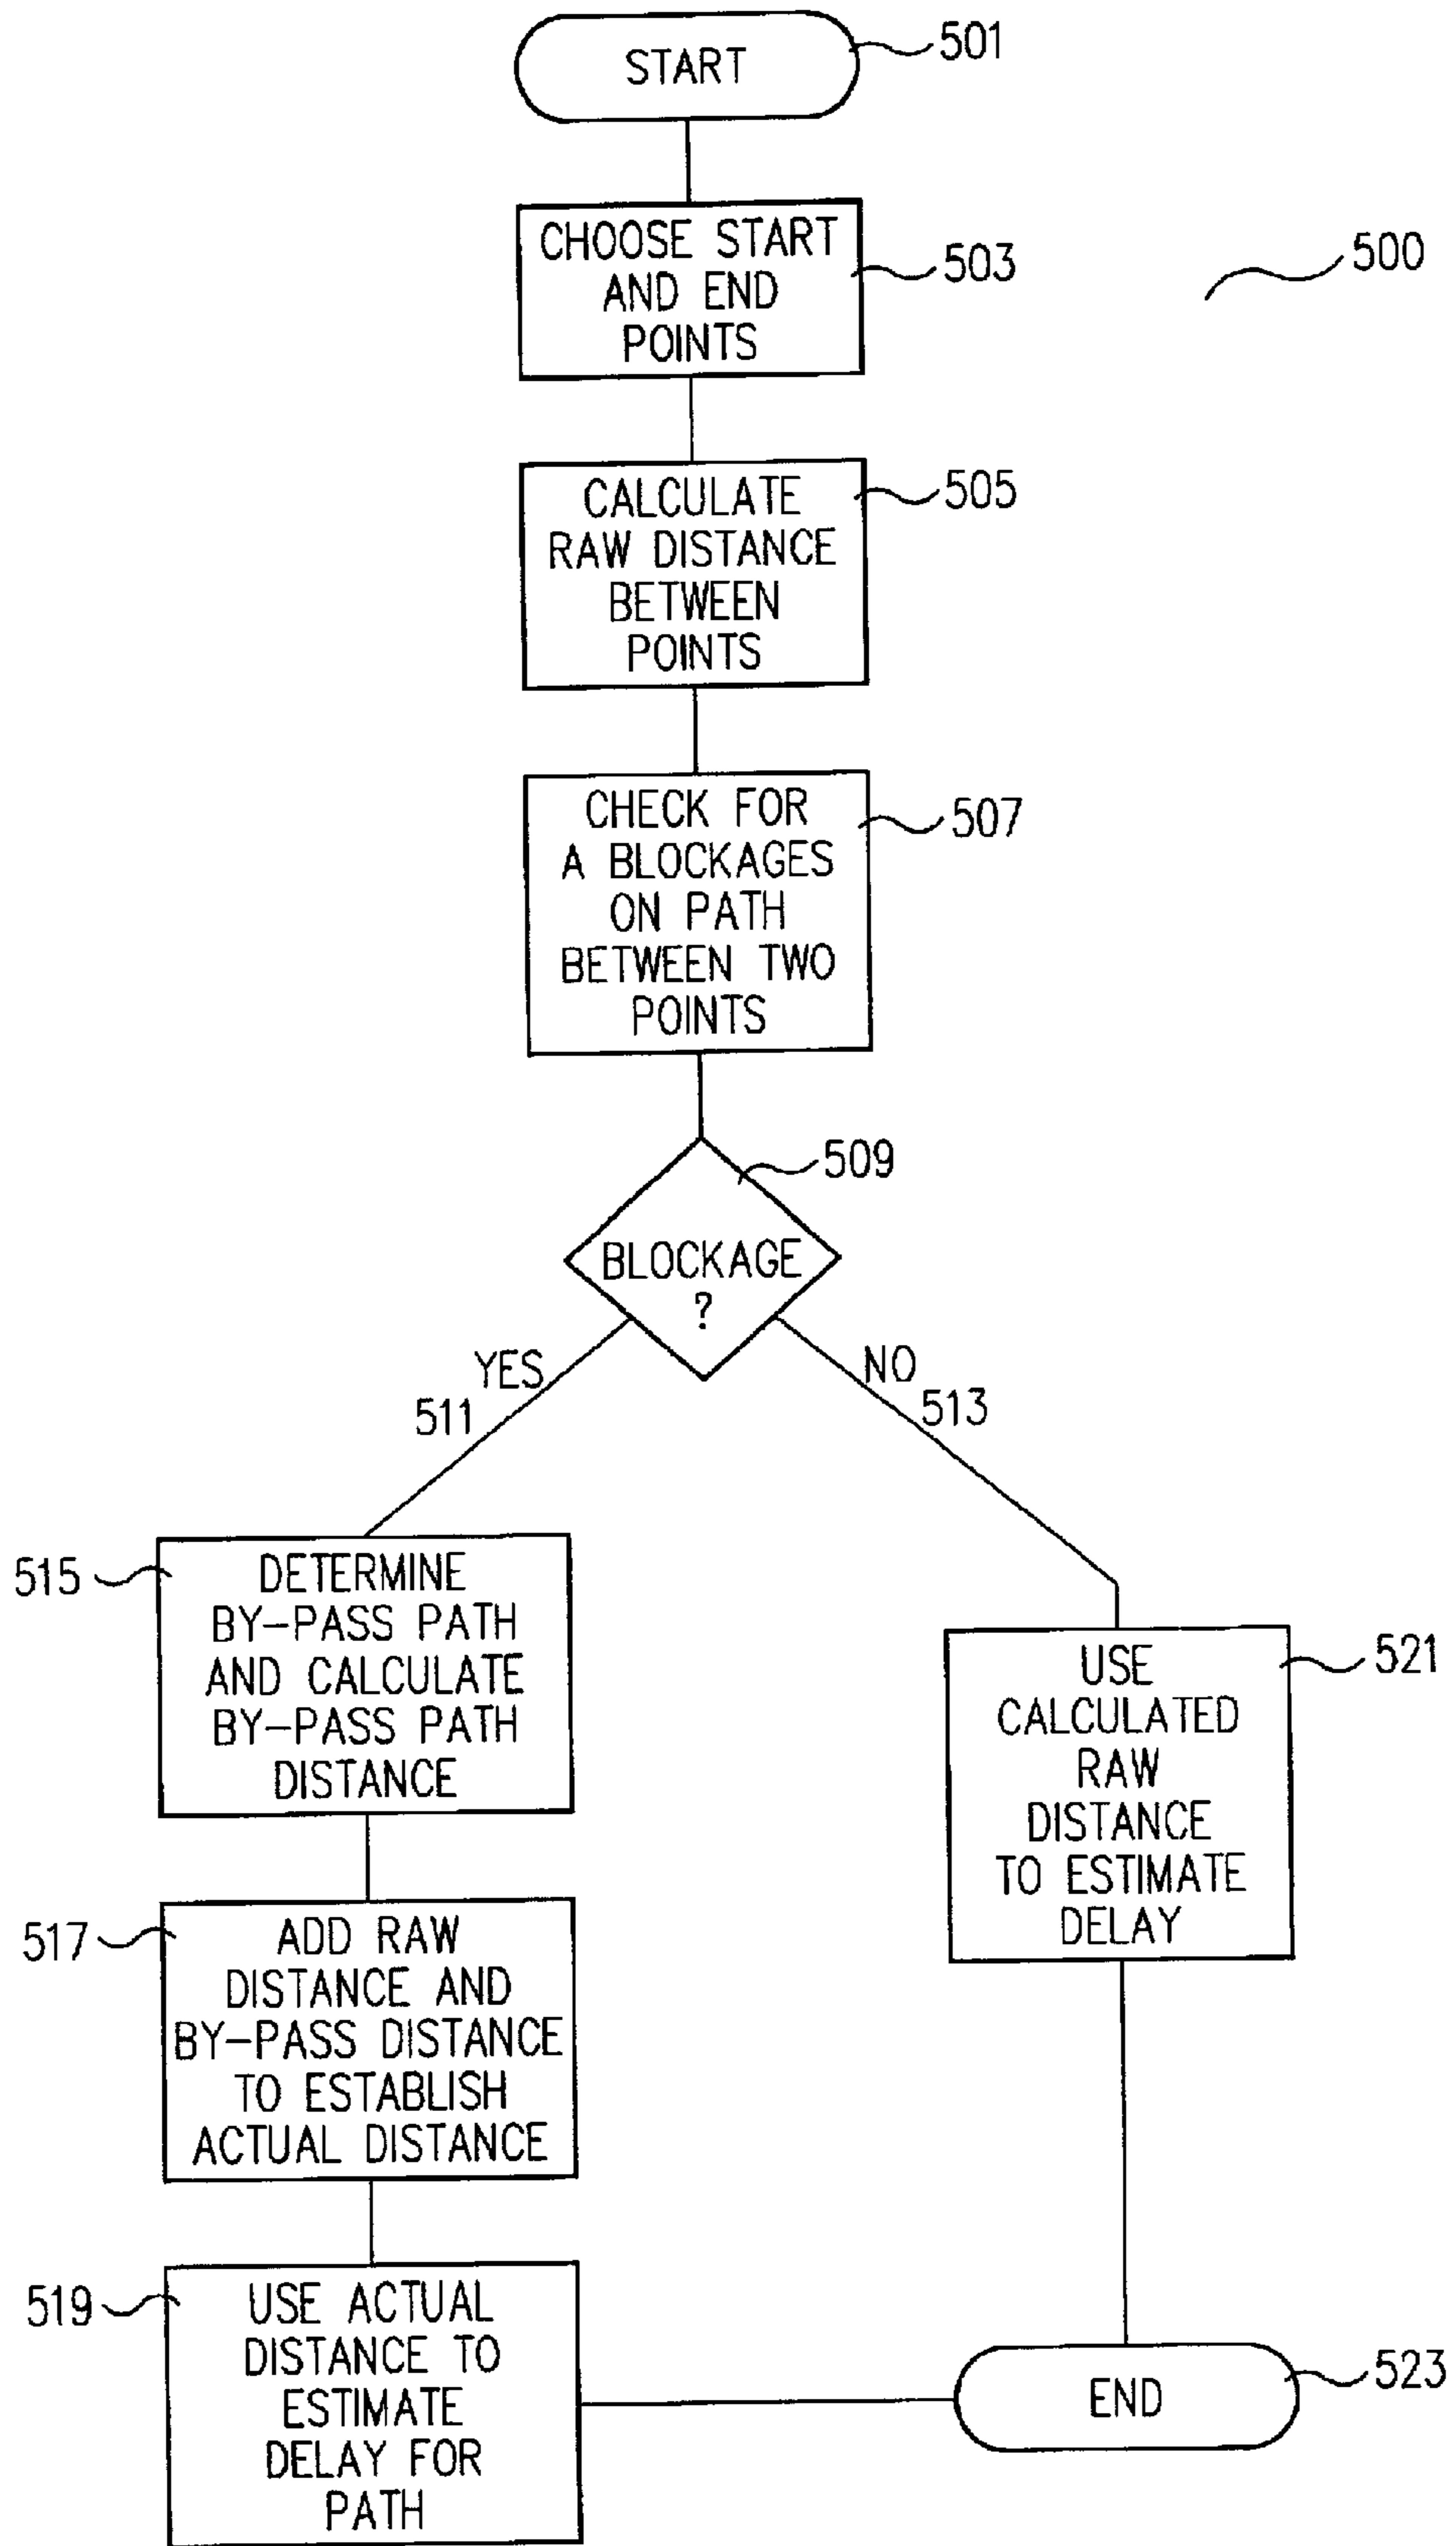 START
501
CHOOSE START
AND END
POINTS
503
500
CALCULATE
RAW DISTANCE
BETWEEN
POINTS
505
CHECK FOR
A BLOCKAGES
ON PATH
BETWEEN TWO
POINTS
507
509
BLOCKAGE
?
YES
511
NO
513
515
DETERMINE
BY-PASS PATH
AND CALCULATE
BY-PASS PATH
DISTANCE
USE
CALCULATED
RAW
DISTANCE
TO ESTIMATE
DELAY
521
517
ADD RAW
DISTANCE AND
BY-PASS DISTANCE
TO ESTABLISH
ACTUAL DISTANCE
519
USE ACTUAL
DISTANCE TO
ESTIMATE
DELAY FOR
PATH
END
523